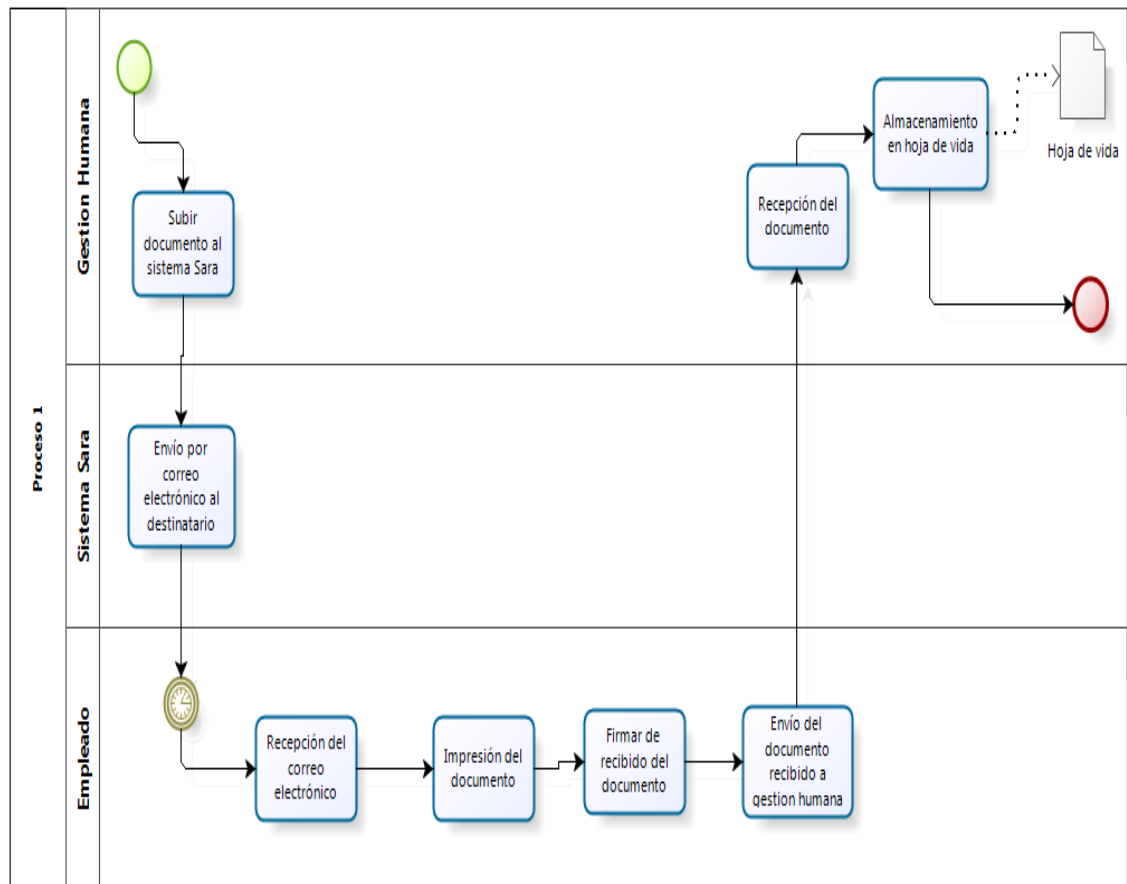 Proceso 1
Gestion Humana
Subir
documento al
sistema Sara
Recepción del
documento
Almacenamiento
en hoja de vida
Hoja de vida
Sistema Sara
Envío por
correo
electrónico al
destinatario
Empleado
Recepción del
correo
electrónico
Impresión del
documento
Firmar de
recibido del
documento
Envío del
documento
recibido a
gestion humana